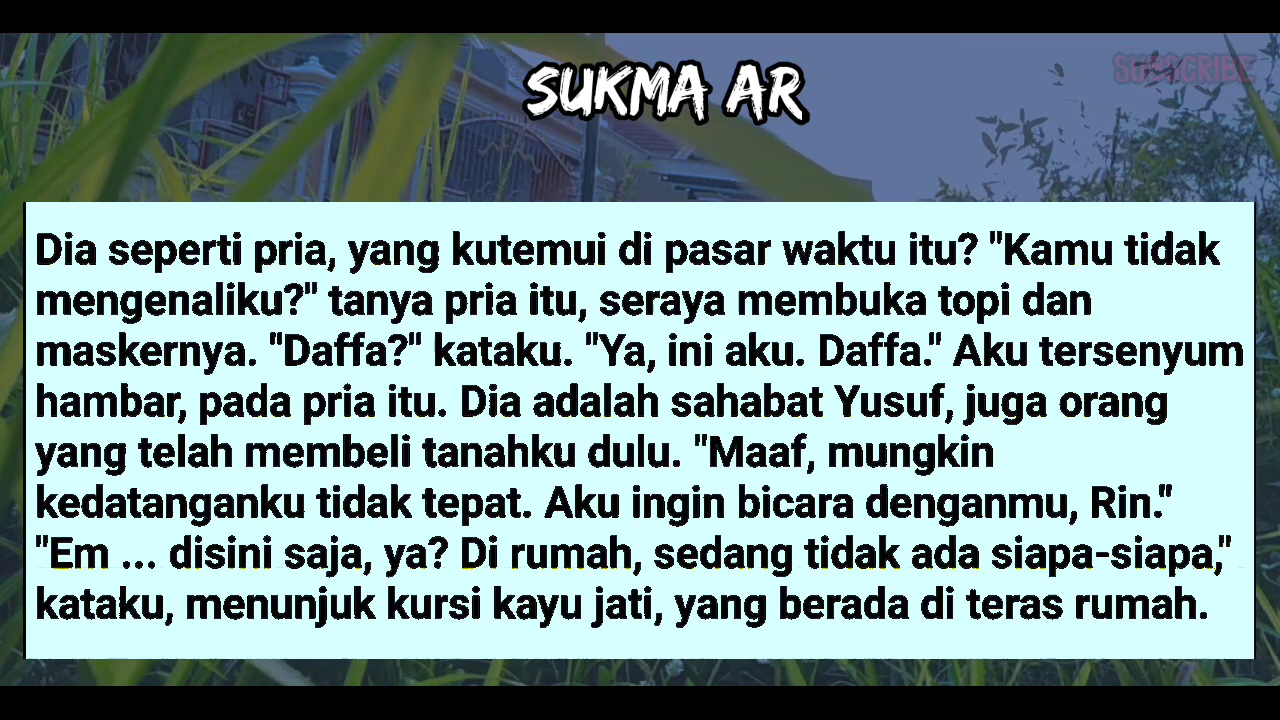 SUKMA AR
SUBSCRIBE
Dia seperti pria, yang kutemui di pasar waktu itu? "Kamu tidak
mengenaliku?" tanya pria itu, seraya membuka topi dan
maskernya. "Daffa?" kataku. "Ya, ini aku. Daffa." Aku tersenyum
hambar, pada pria itu. Dia adalah sahabat Yusuf, juga orang
yang telah membeli tanahku dulu. "Maaf, mungkin
kedatanganku tidak tepat. Aku ingin bicara denganmu, Rin."
"Em ... disini saja, ya? Di rumah, sedang tidak ada siapa-siapa,"
kataku, menunjuk kursi kayu jati, yang berada di teras rumah.